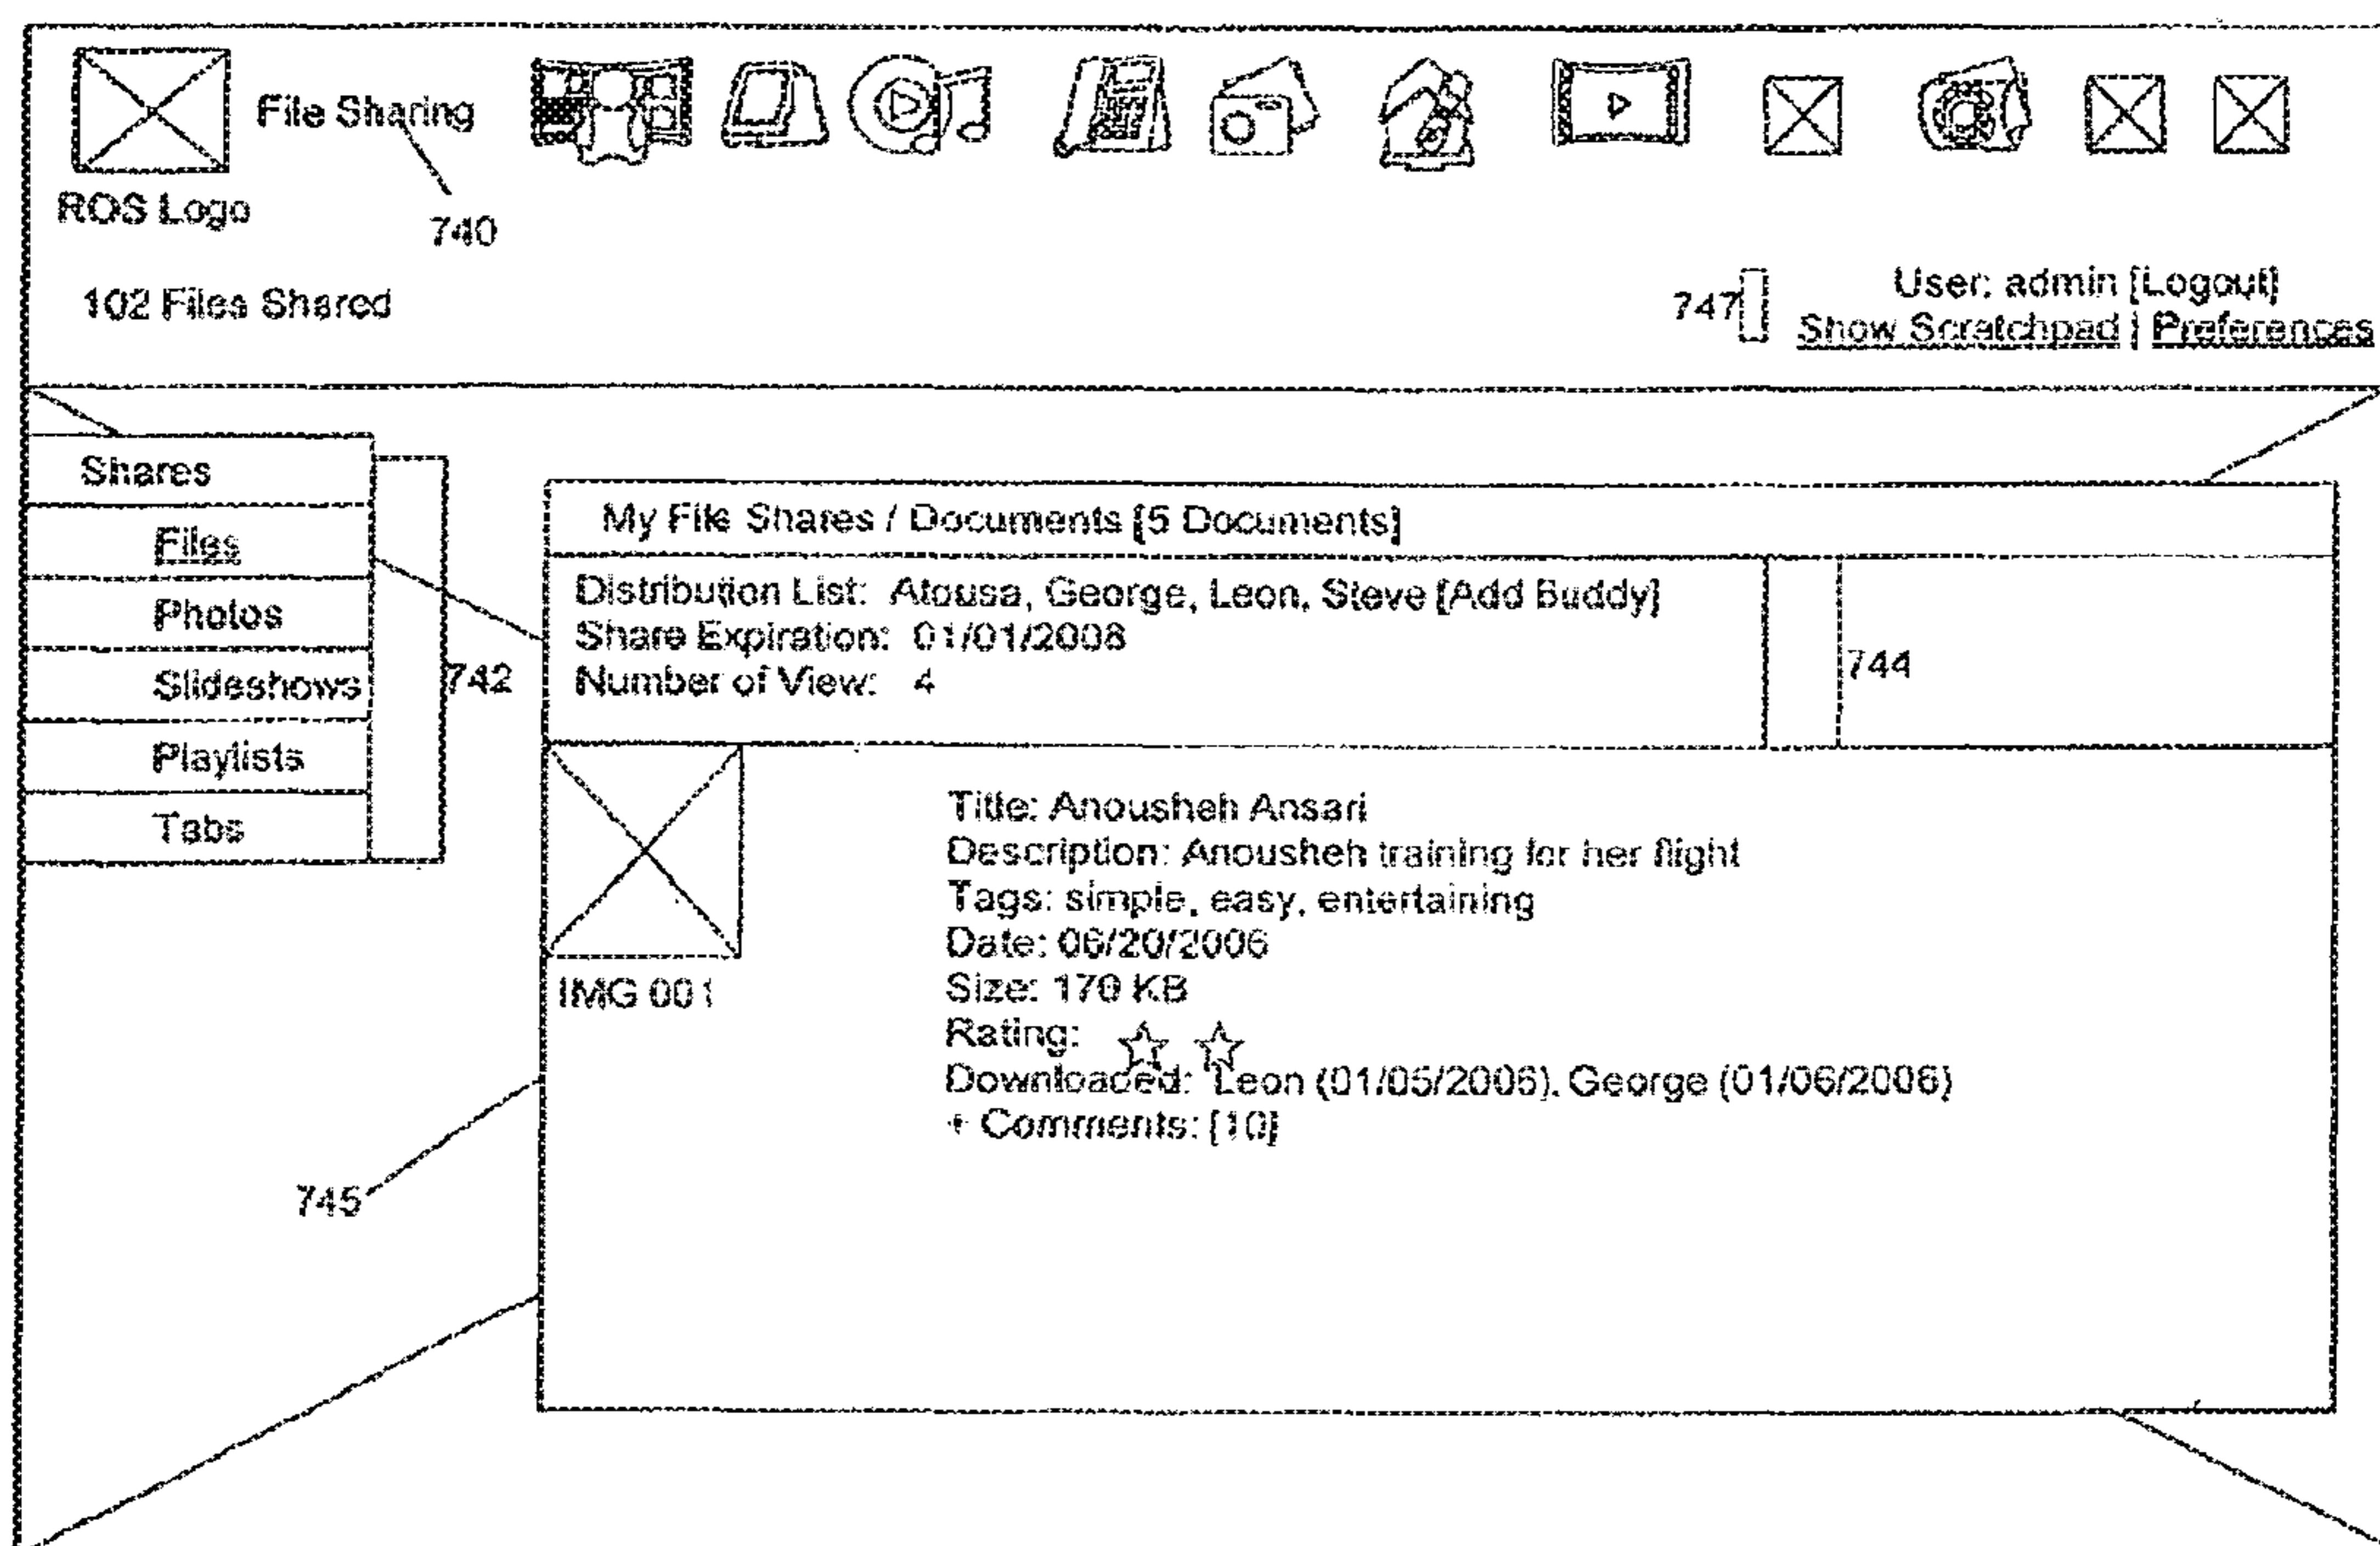 File Sharing
ROS Logo
740
102 Files Shared
747
User: admin [Logout]
Show Scratchpad | Preferences
Shares
Files
Photos
Slideshows
Playlists
Tabs
742
My File Shares / Documents [5 Documents]
Distribution List: Atousa, George, Leon, Steve [Add Buddy]
Share Expiration: 01/01/2008
Number of View: 4
744
IMG 001
Title: Anousheh Ansari
Description: Anousheh training for her flight
Tags: simple, easy, entertaining
Date: 06/20/2006
Size: 170 KB
Rating:
Downloaded: Leon (01/05/2006), George (01/06/2006)
+ Comments: [10]
745